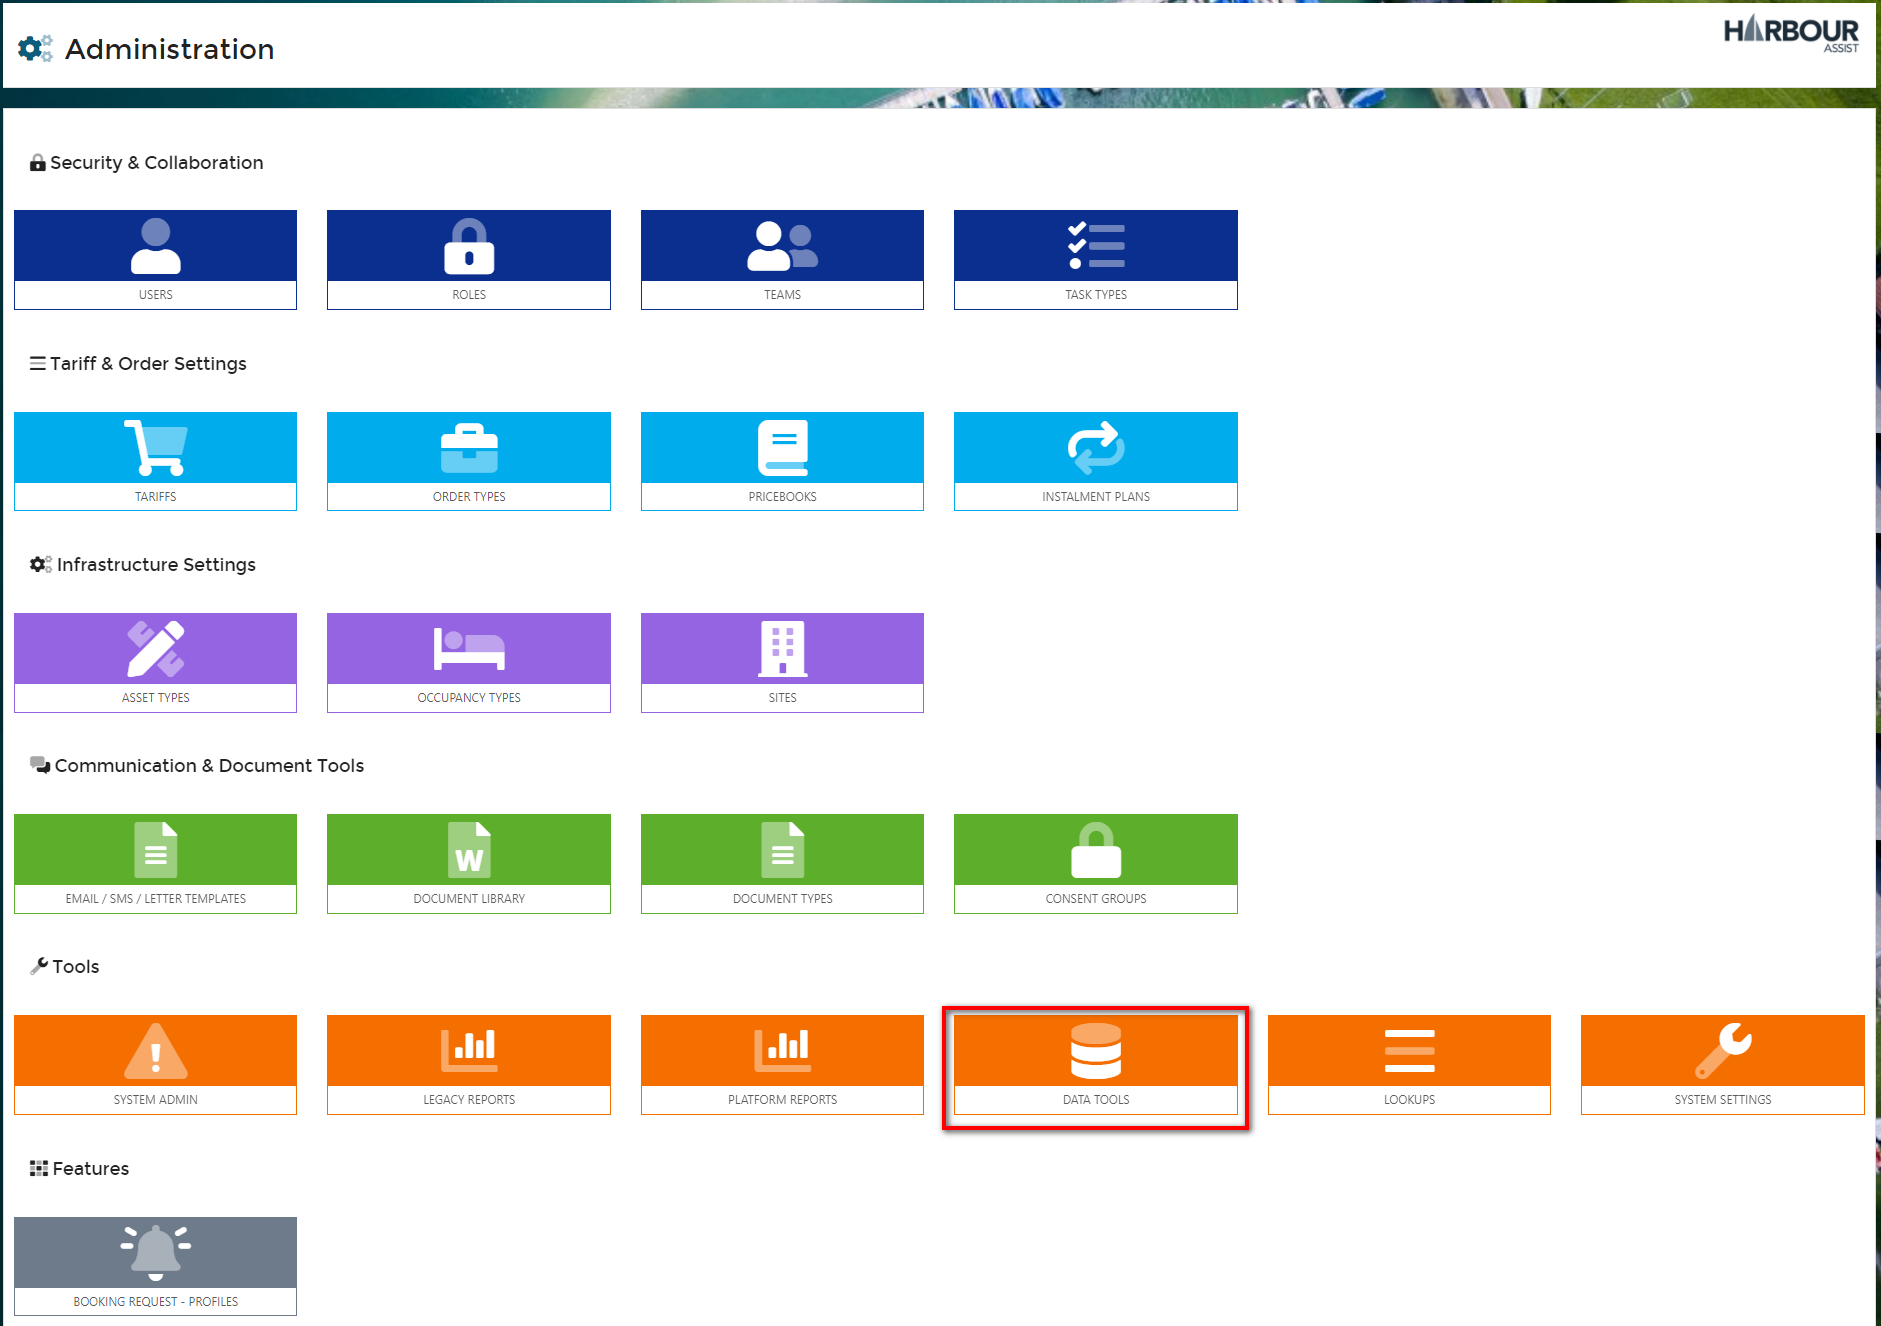 Administration
HARBOUR
ASSIST
Security & Collaboration
USERS
ROLES
TEAMS
TASK TYPES
Tariff & Order Settings
TARIFFS
ORDER TYPES
PRICEBOOKS
INSTALMENT PLANS
Infrastructure Settings
ASSET TYPES
OCCUPANCY TYPES
SITES
Communication & Document Tools
W
EMAIL / SMS / LETTER TEMPLATES
DOCUMENT LIBRARY
DOCUMENT TYPES
CONSENT GROUPS
Tools
SYSTEM ADMIN
LEGACY REPORTS
PLATFORM REPORTS
DATA TOOLS
LOOKUPS
SYSTEM SETTINGS
Features
BOOKING REQUEST - PROFILES